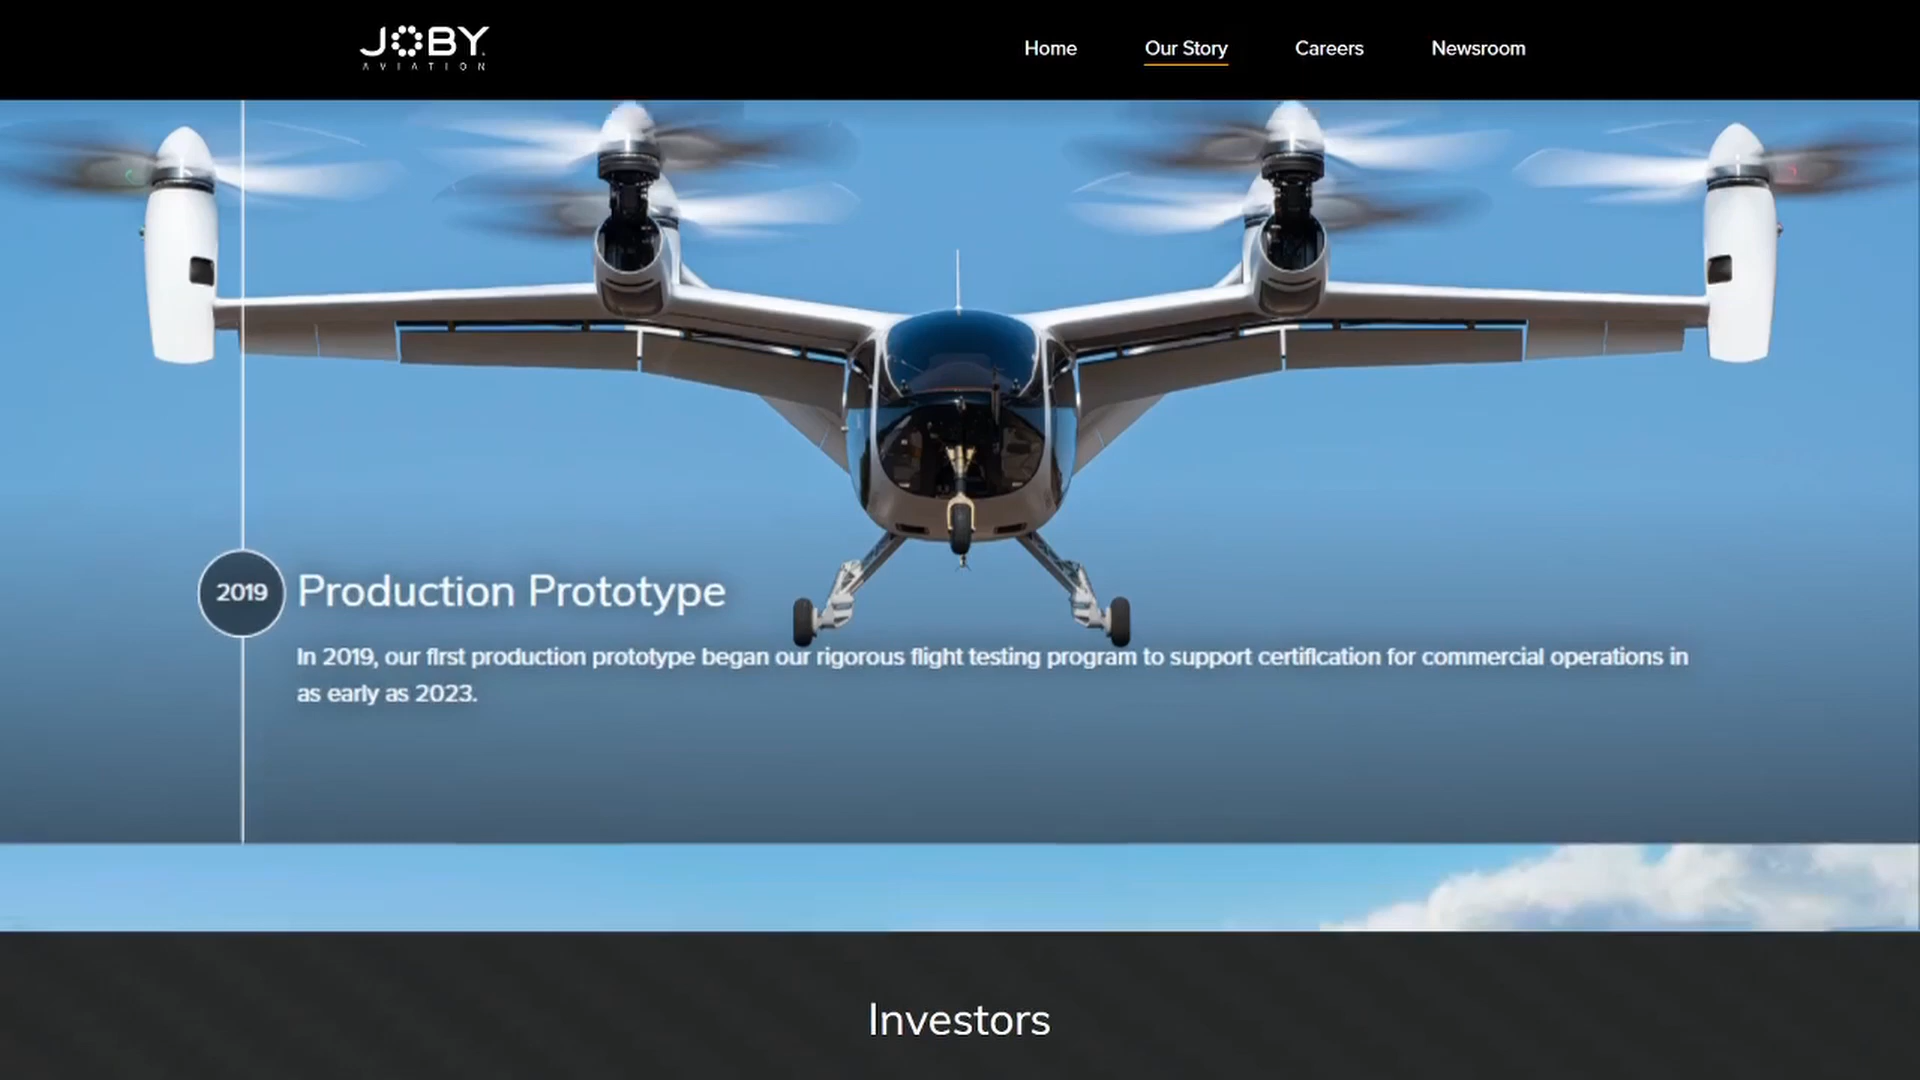 JOBY
AVIATION
Home
Our Story
Careers
Newsroom
2019
Production Prototype
In 2019, our first production prototype began our rigorous flight testing program to support certification for commercial operations in
as early as 2023.
Investors